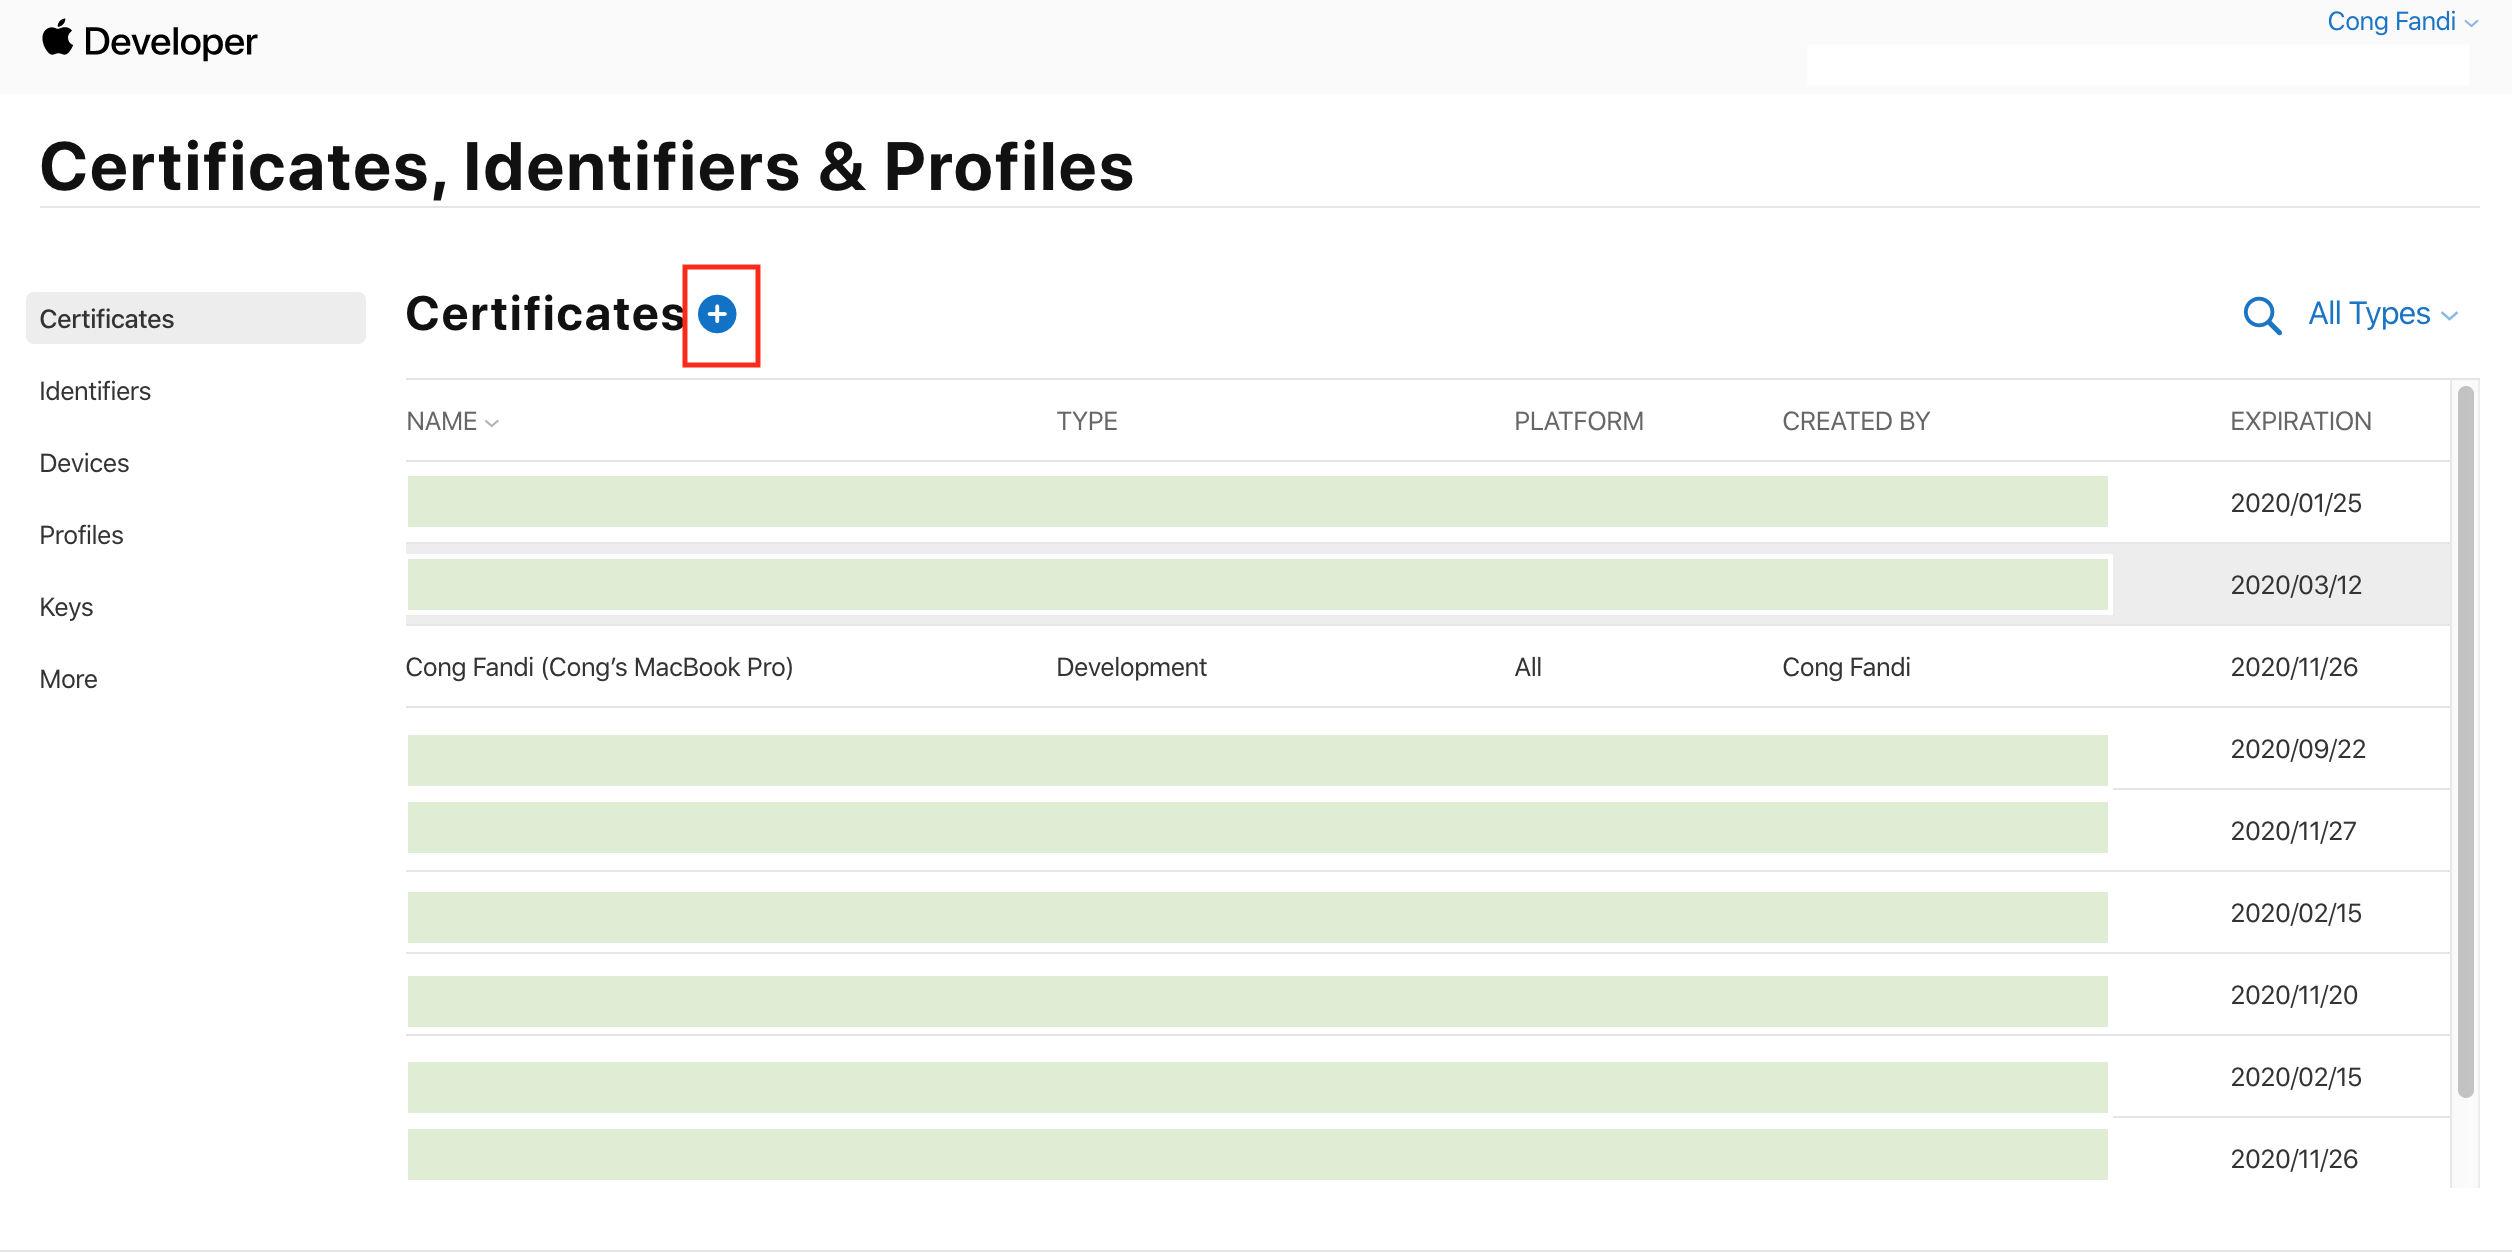 Developer
Cong Fandi
Certificates, Identifiers & Profiles
Certificates
Identifiers
Devices
Profiles
Keys
More
Certificates
All Types
NAME TYPE PLATFORM CREATED BY EXPIRATION
2020/01/25
2020/03/12
Cong Fandi (Cong’s MacBook Pro) Development All Cong Fandi 2020/11/26
2020/09/22
2020/11/27
2020/02/15
2020/11/20
2020/02/15
2020/11/26